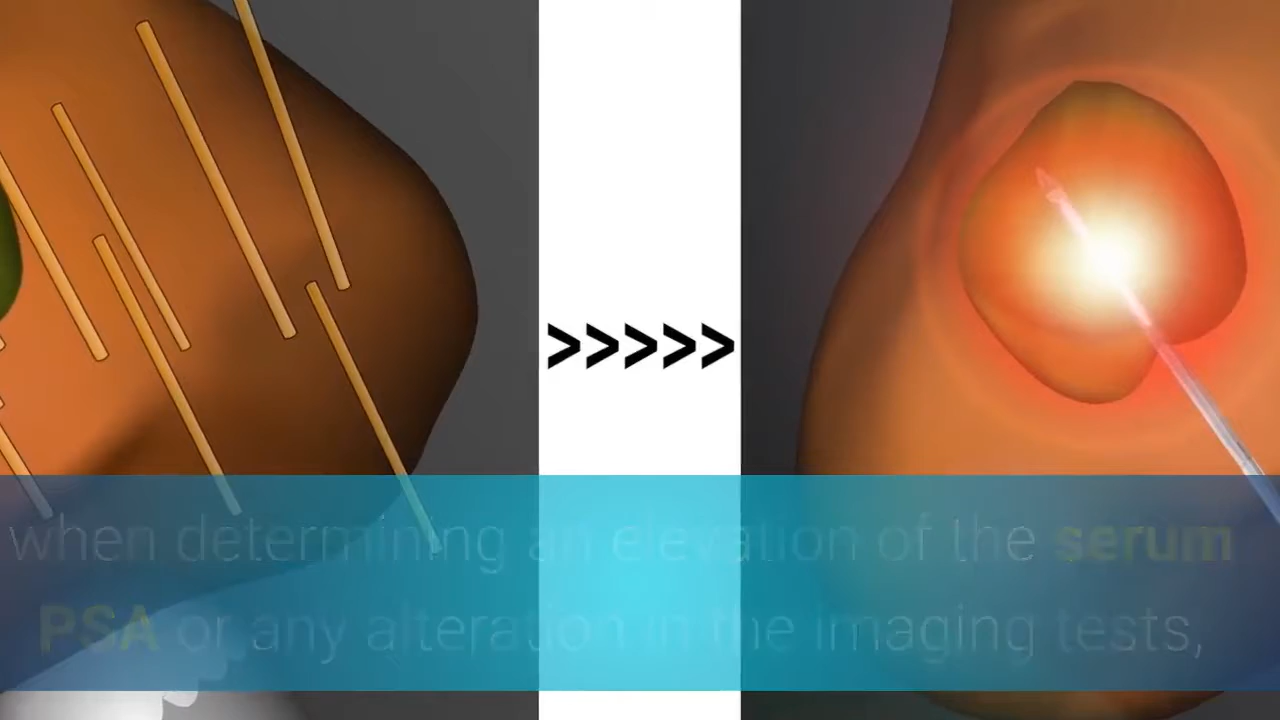 >>>>>
when determining an elevation of the serum
PSA or any alteration in the imaging tests,